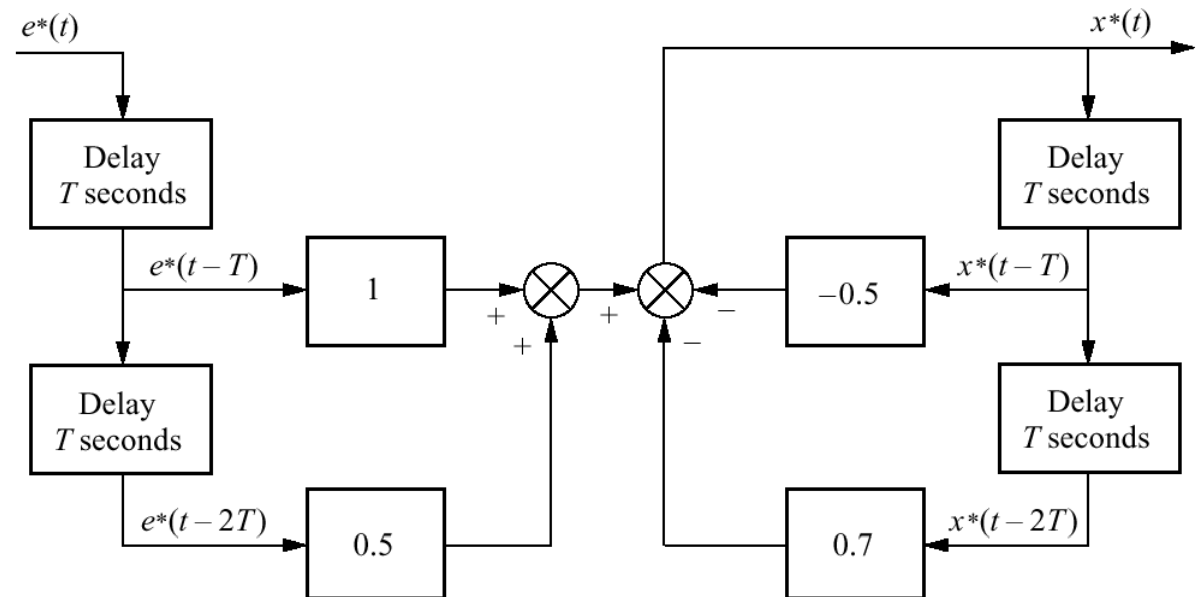 e*(t)
x*(t)
Delay
T seconds
Delay
T seconds
e*(t – T)
1
+
+
+
–
–
–0.5
x*(t – T)
Delay
T seconds
Delay
T seconds
e*(t – 2T)
0.5
0.7
x*(t – 2T)